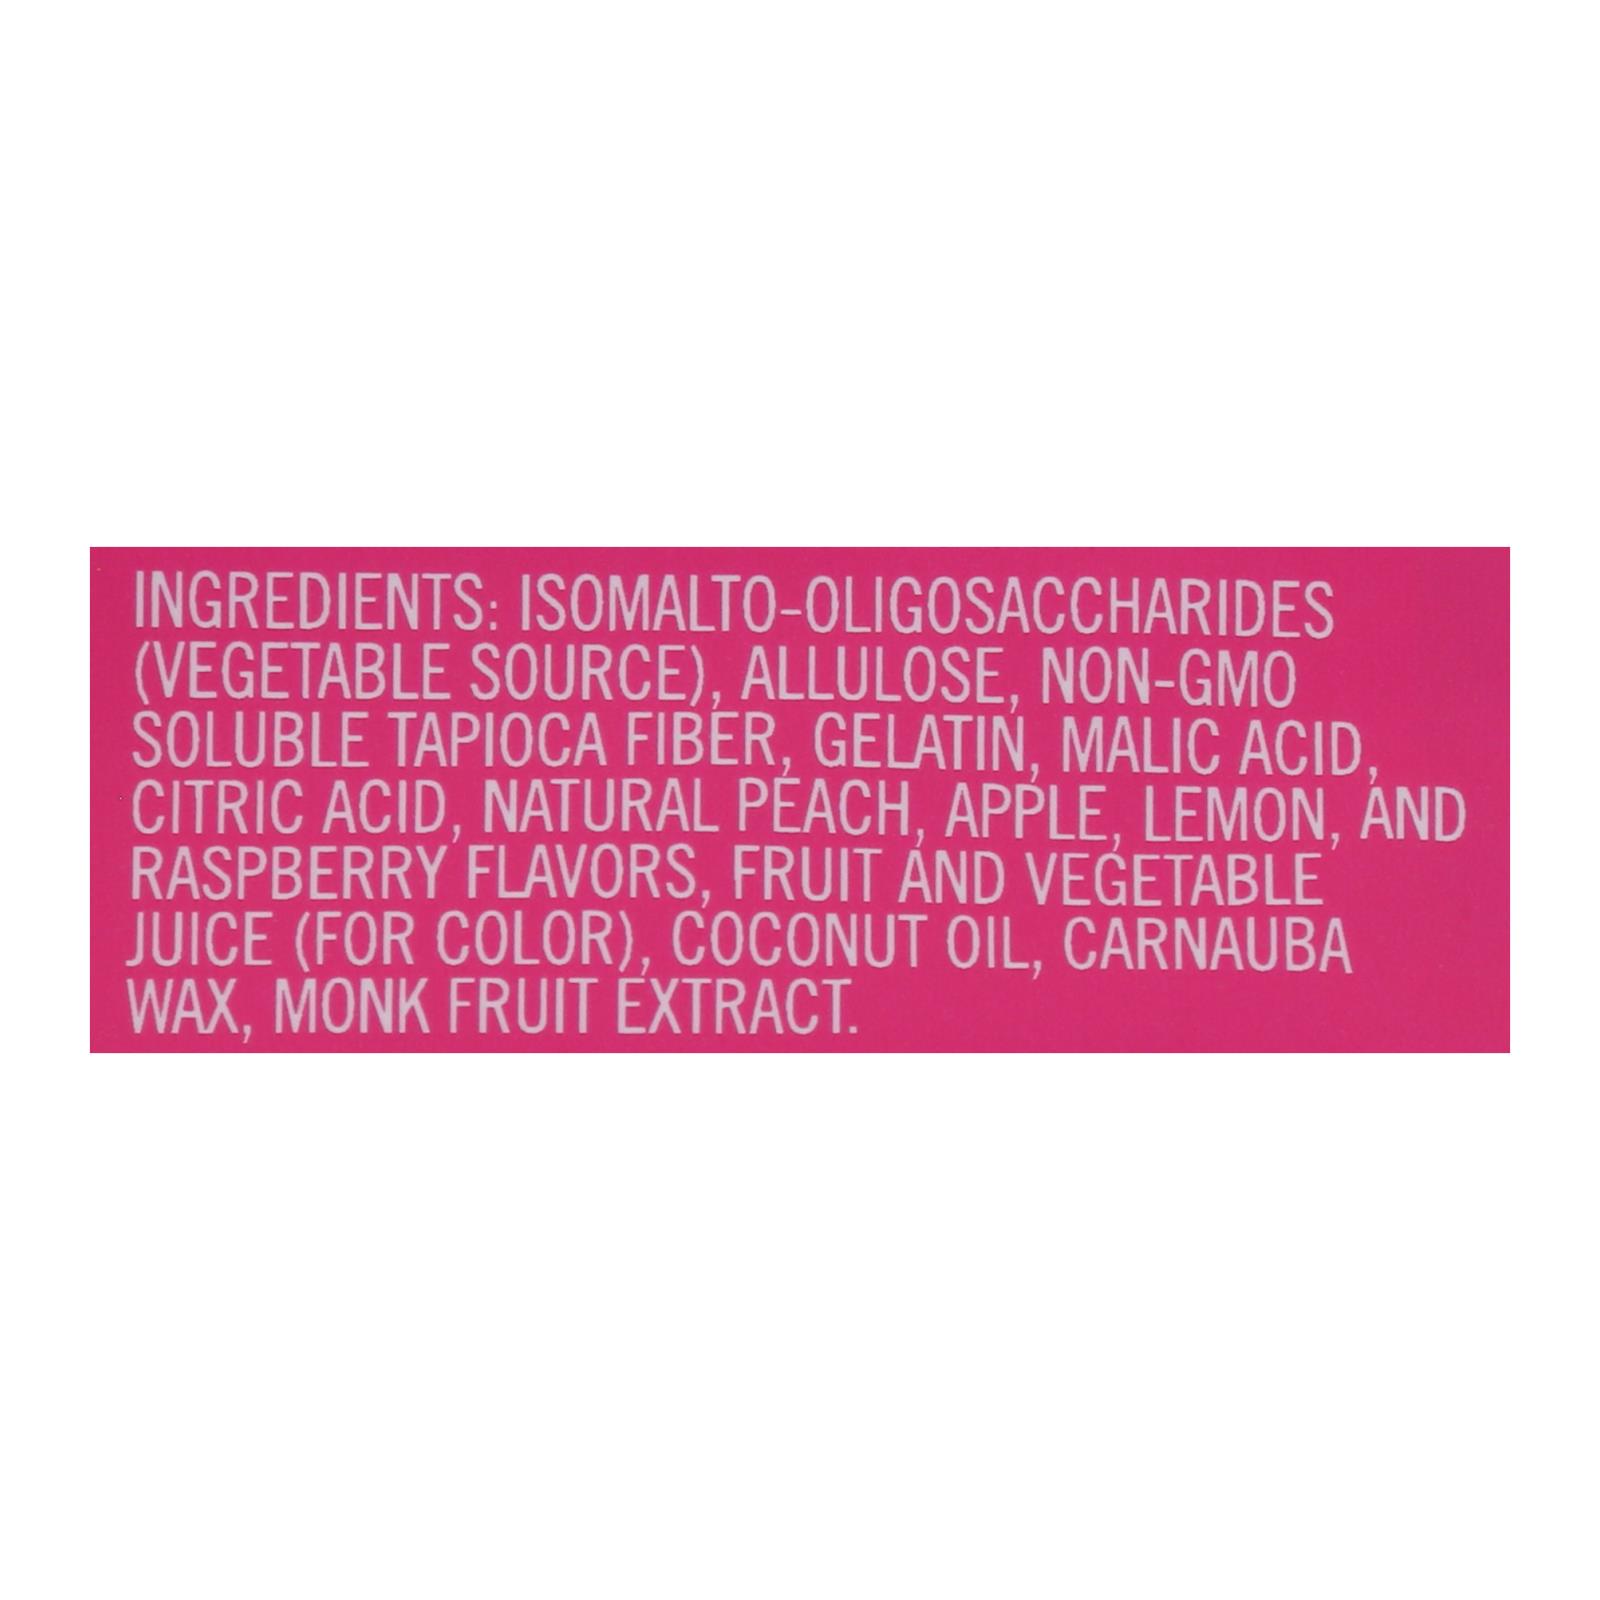 INGREDIENTS: ISOMALTO-OLIGOSACCHARIDES
(VEGETABLE SOURCE), ALLULOSE, NON-GMO
SOLUBLE TAPIOCA FIBER, GELATIN, MALIC ACID,
CITRIC ACID, NATURAL PEACH, APPLE, LEMON, AND
RASPBERRY FLAVORS, FRUIT AND VEGETABLE
JUICE (FOR COLOR), COCONUT OIL, CARNAUBA
WAX, MONK FRUIT EXTRACT.